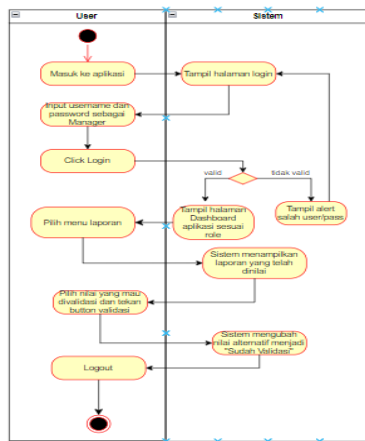 User
Sistem
Masuk ke aplikasi
Tampil halaman login
Input username dan
password sebagai
Manager
Click Login
valid
tidak valid
Tampil halaman
Dashboard
aplikasi sesuai
role
Tampil alert
salah user/pass
Pilih menu laporan
Sistem menampilkan
laporan yang telah
dinilai
Pilih nilai yang mau
divalidasi dan tekan
button validasi
Sistem mengubah
nilai alternatif menjadi
"Sudah Validasi"
Logout